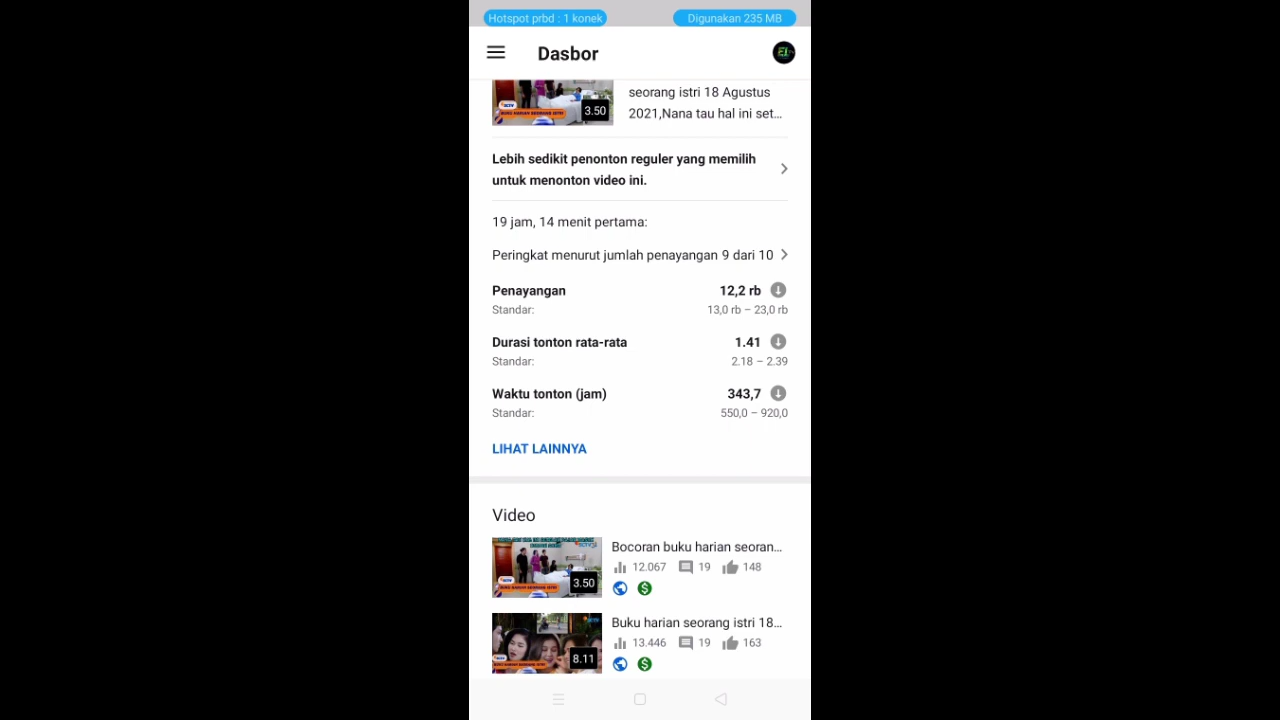 Hotspot prbd : 1 konek
Digunakan 235 MB
Dasbor
3.50
seorang istri 18 Agustus
2021,Nana tau hal ini set...
Lebih sedikit penonton reguler yang memilih
untuk menonton video ini.
19 jam, 14 menit pertama:
Peringkat menurut jumlah penayangan 9 dari 10
Penayangan 12,2 rb
Standar: 13,0 rb – 23,0 rb
Durasi tonton rata-rata 1.41
Standar: 2.18 – 2.39
Waktu tonton (jam) 343,7
Standar: 550,0 – 920,0
LIHAT LAINNYA
Video
SCTV
BUKU HARIAN SEORANG ISTRI
3.50
Bocoran buku harian seoran...
12.067 19 148
8.11
Buku harian seorang istri 18...
13.446 19 163